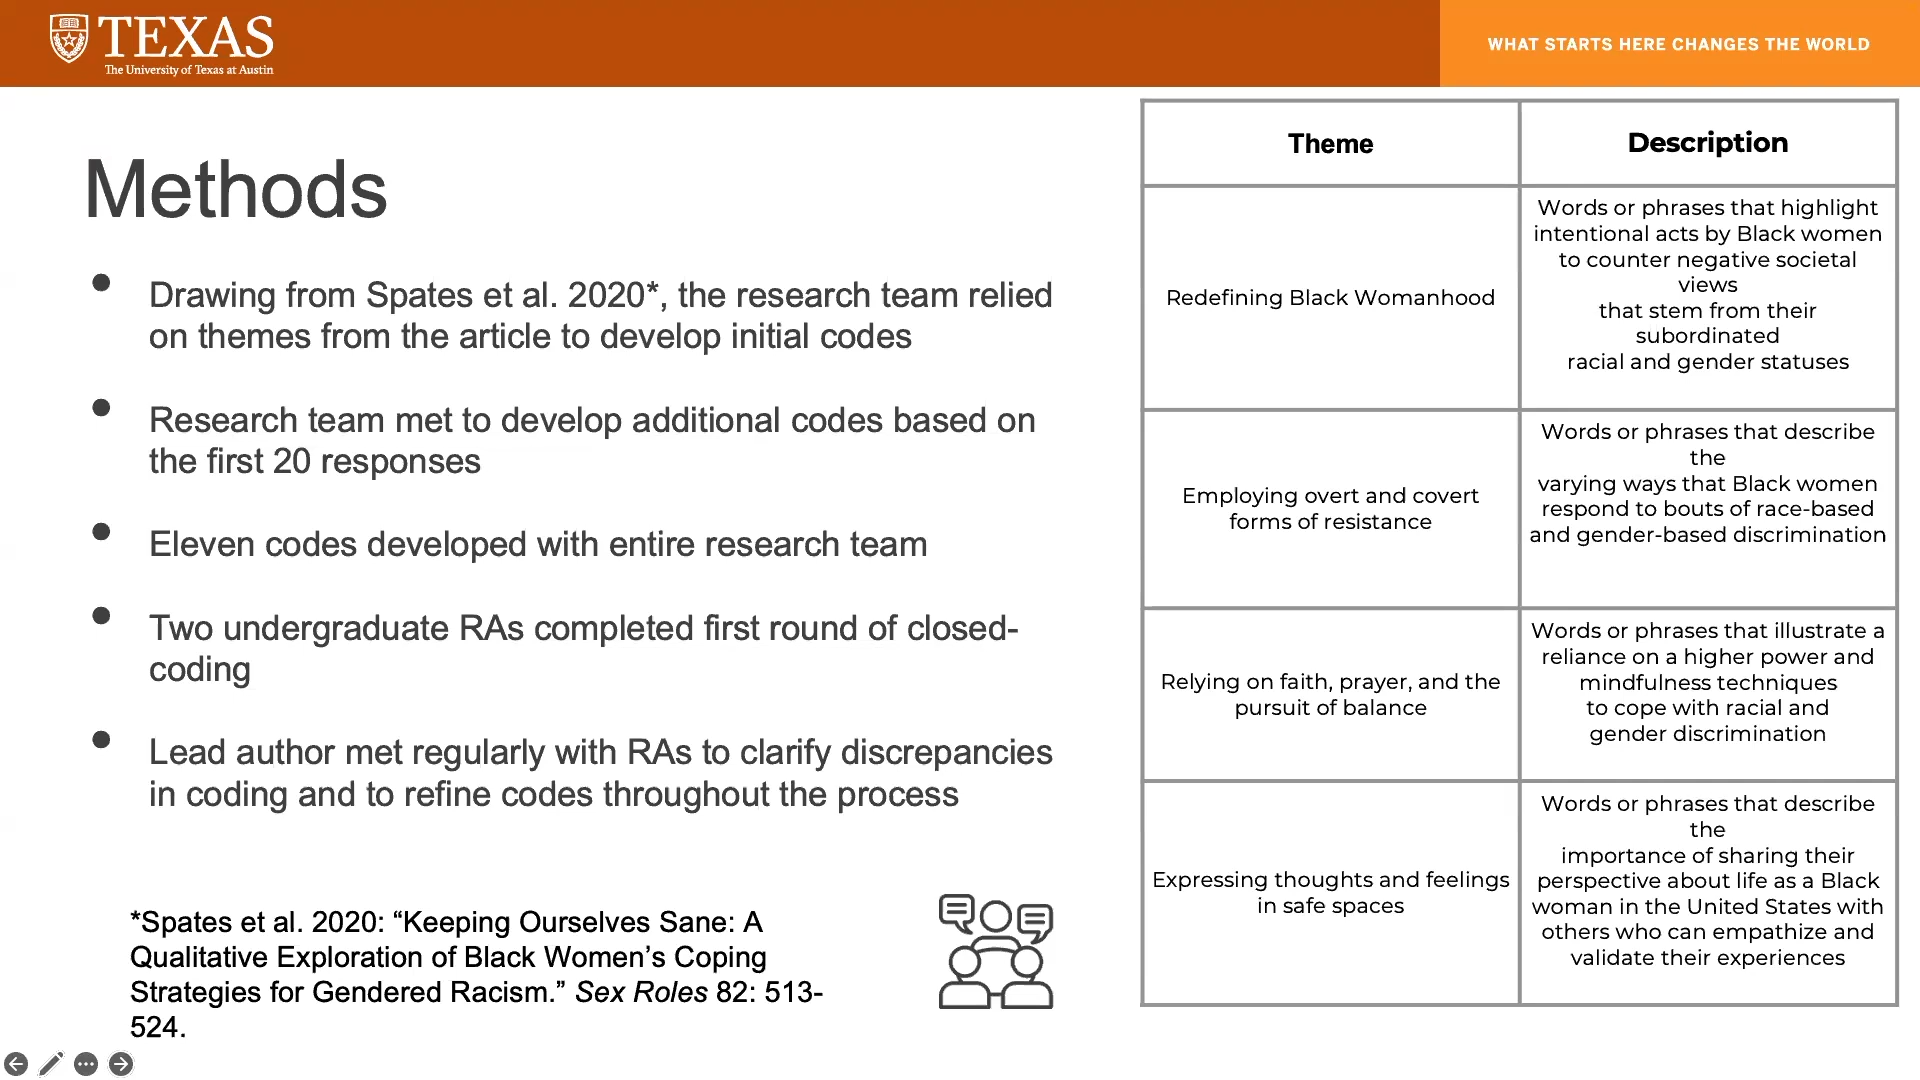 TEXAS
The University of Texas at Austin
WHAT STARTS HERE CHANGES THE WORLD
Methods
Drawing from Spates et al. 2020*, the research team relied
on themes from the article to develop initial codes
Research team met to develop additional codes based on
the first 20 responses
Eleven codes developed with entire research team
Two undergraduate RAs completed first round of closed-
coding
Lead author met regularly with RAs to clarify discrepancies
in coding and to refine codes throughout the process
*Spates et al. 2020: “Keeping Ourselves Sane: A
Qualitative Exploration of Black Women’s Coping
Strategies for Gendered Racism.” Sex Roles 82: 513-
524.
Theme
Description
Redefining Black Womanhood
Words or phrases that highlight
intentional acts by Black women
to counter negative societal
views
that stem from their
subordinated
racial and gender statuses
Employing overt and covert
forms of resistance
Words or phrases that describe
the
varying ways that Black women
respond to bouts of race-based
and gender-based discrimination
Relying on faith, prayer, and the
pursuit of balance
Words or phrases that illustrate a
reliance on a higher power and
mindfulness techniques
to cope with racial and
gender discrimination
Expressing thoughts and feelings
in safe spaces
Words or phrases that describe
the
importance of sharing their
perspective about life as a Black
woman in the United States with
others who can empathize and
validate their experiences